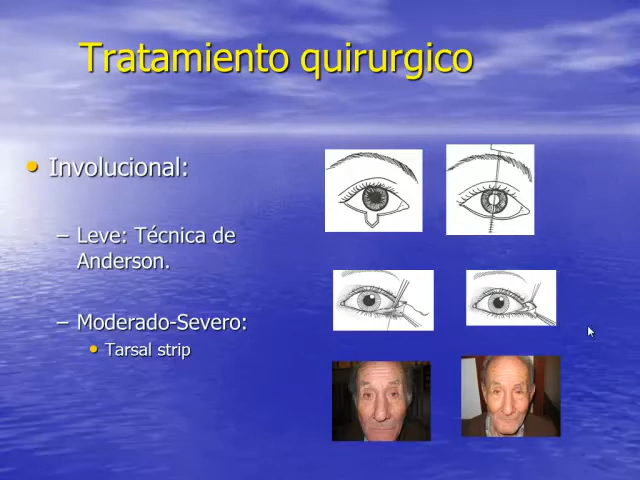 Tratamiento quirurgico
• Involucional:
– Leve: Técnica de
Anderson.
– Moderado-Severo:
• Tarsal strip